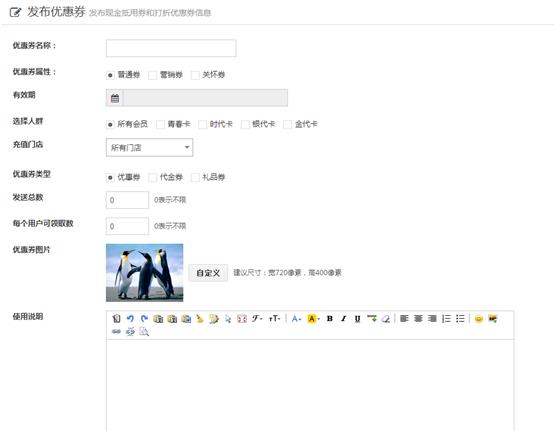 发布优惠券 发布现金抵用券和打折优惠券信息
优惠券名称：
优惠券属性： 普通券 营销券 关怀券
有效期
选择人群 所有会员 青春卡 时代卡 银代卡 金代卡
充值门店 所有门店
优惠券类型 优惠券 代金券 礼品券
发送总数 0 0表示不限
每个用户可领取数 0 0表示不限
优惠券图片 自定义 建议尺寸：宽720像素，高400像素
使用说明